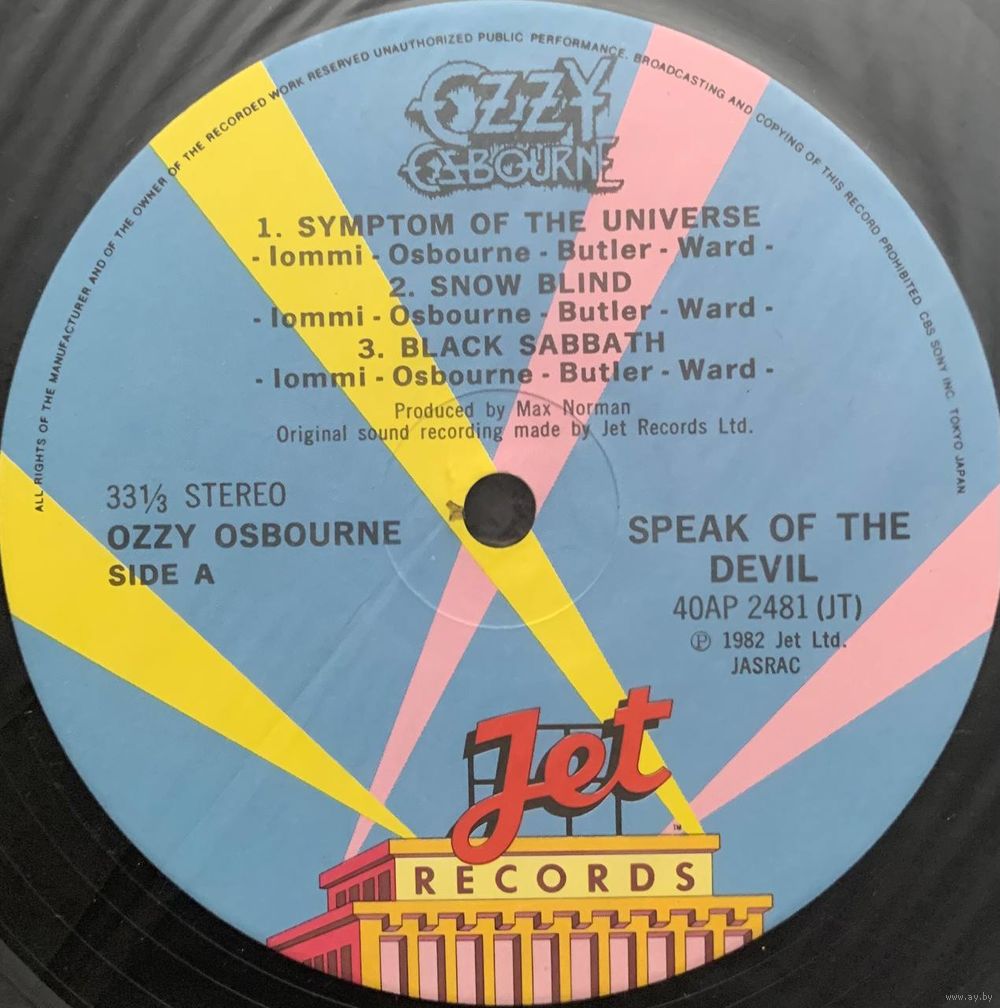 ALL RIGHTS OF THE MANUFACTURER AND OF THE OWNER OF THE RECORDED WORK RESERVED UNAUTHORIZED PUBLIC PERFORMANCE. BROADCASTING AND COPYING OF THIS RECORD PROHIBITED. CBS SONY INC. TOKYO JAPAN
OZZY
OSBOURNE
1. SYMPTOM OF THE UNIVERSE
- Iommi - Osbourne - Butler - Ward -
2. SNOW BLIND
- Iommi - Osbourne - Butler - Ward -
3. BLACK SABBATH
- Iommi - Osbourne - Butler - Ward -
Produced by Max Norman
Original sound recording made by Jet Records Ltd.
33⅓ STEREO
OZZY OSBOURNE
SIDE A
SPEAK OF THE
DEVIL
40AP 2481 (JT)
Ⓟ 1982 Jet Ltd.
JASRAC
Jet
TM
RECORDS
www.ay.by